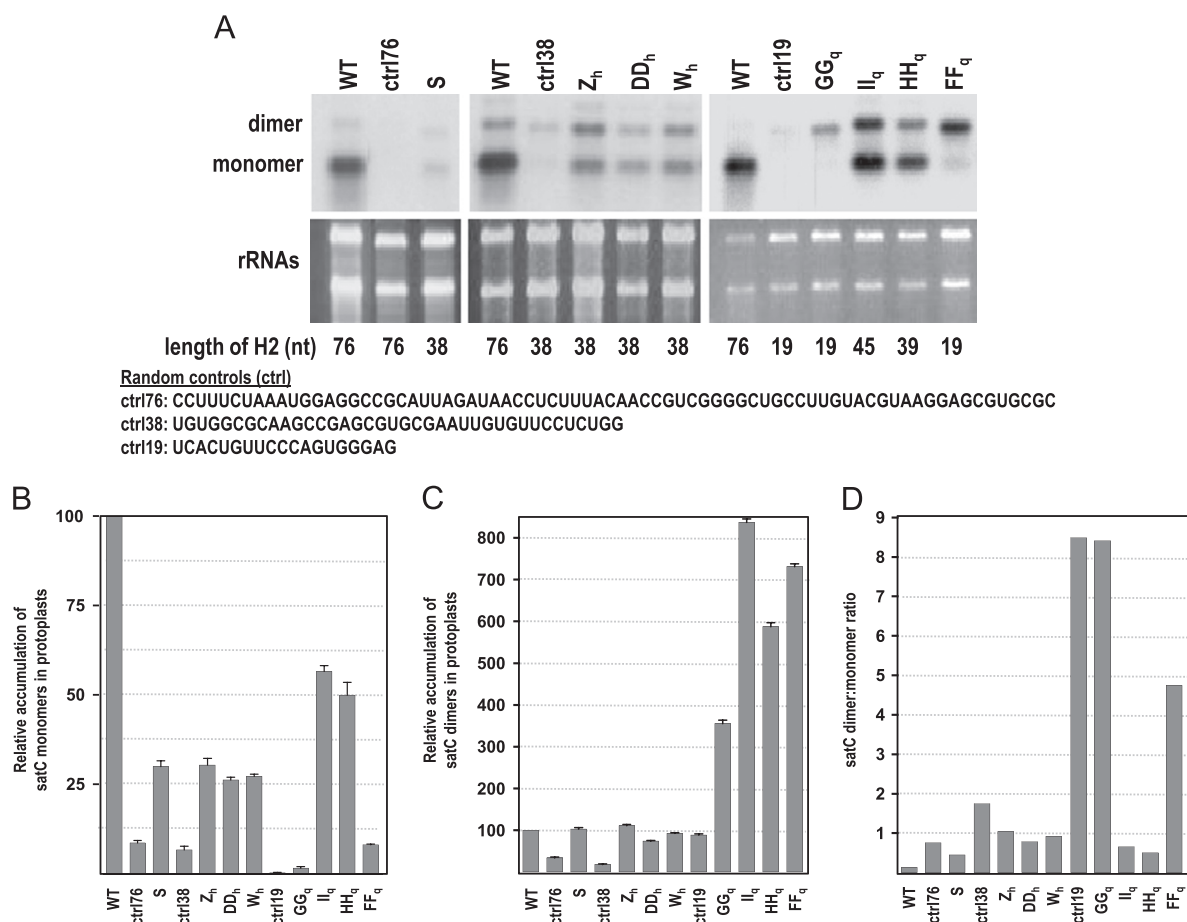 A
WT ctrl76 S WT ctrl38 Zh DDh Wh WT ctrl19 GGq IIq HHq FFq
dimer
monomer
rRNAs
length of H2 (nt) 76 76 38 76 38 38 38 38 76 19 19 45 39 19
Random controls (ctrl)
ctrl76: CCUUUCUAAAUGGAGGCCGCAUUAGAUAACCUCUUUACAACCGUCGGGGCUGCCUUGUACGUAAGGAGCGUGCGC
ctrl38: UGUGGCGCAAGCCGAGCGUGCGAAUUGUGUUCCUCUGG
ctrl19: UCACUGUUCCCAGUGGGAG
B
Relative accumulation of
satC monomers in protoplasts
100
75
50
25
WT ctrl76 S ctrl38 Zh DDh Wh ctrl19 GGq IIq HHq FFq
C
Relative accumulation of
satC dimers in protoplasts
800
700
600
500
400
300
200
100
WT ctrl76 S ctrl38 Zh DDh Wh ctrl19 GGq IIq HHq FFq
D
satC dimer:monomer ratio
9
8
7
6
5
4
3
2
1
WT ctrl76 S ctrl38 Zh DDh Wh ctrl19 GGq IIq HHq FFq